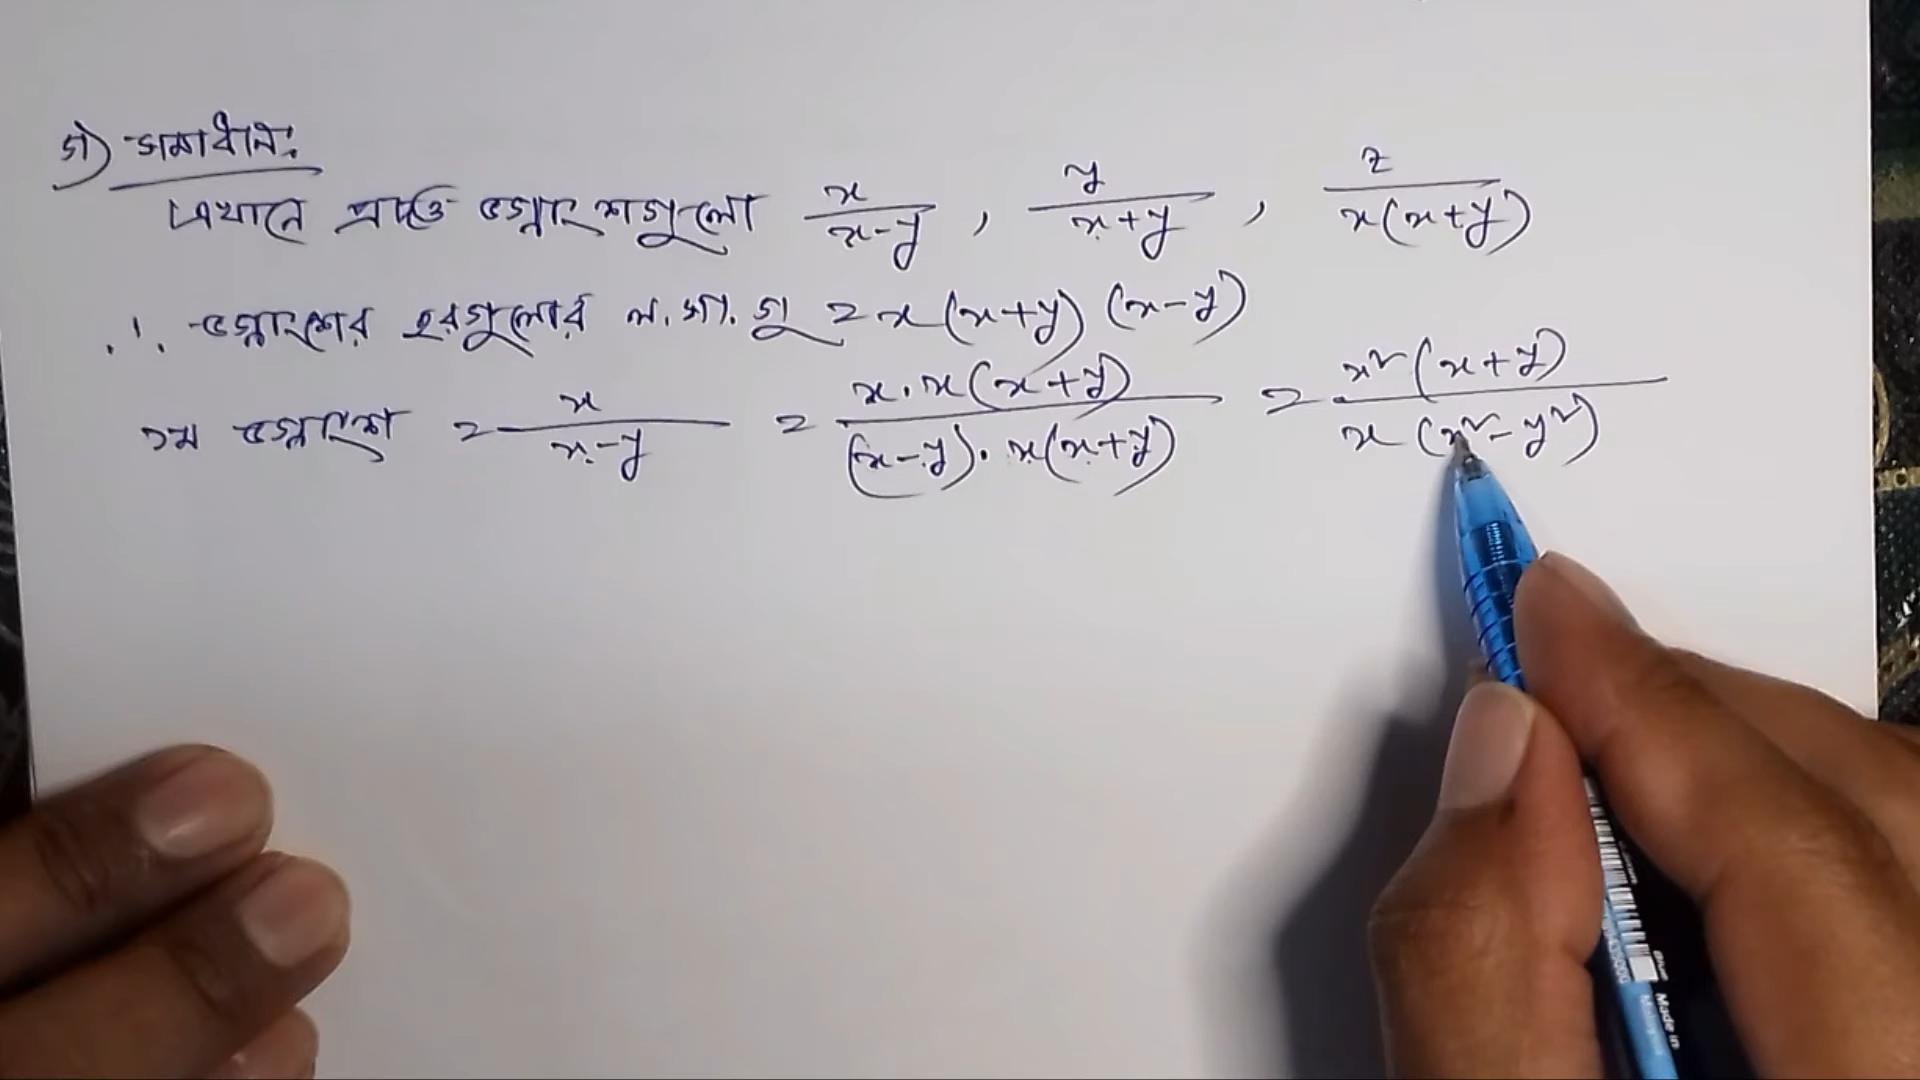 গ) সমাধান:
এখানে প্রদত্ত ভগ্নাংশগুলো x/(x-y) , y/(x+y) , z/(x(x+y))
∴ ভগ্নাংশের হরগুলোর ল.সা.গু = x(x+y) (x-y)
১ম ভগ্নাংশ = x/(x-y) = x·x(x+y)/((x-y)·x(x+y)) = x²(x+y)/(x(x²-y²))